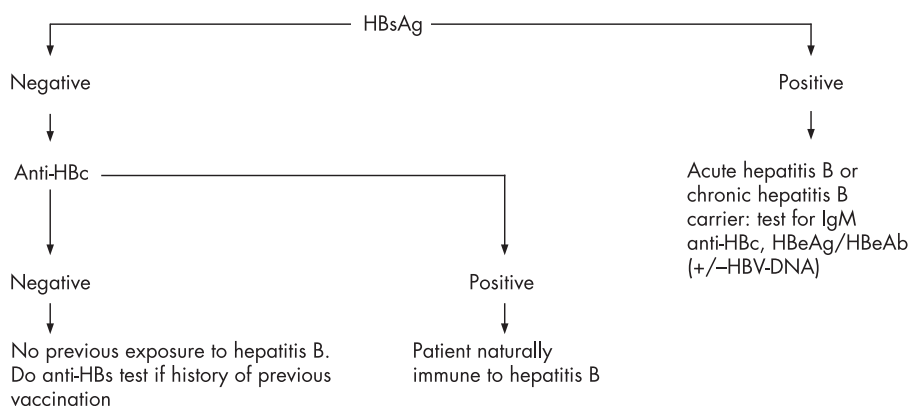 HBsAg
Negative
Positive
Anti-HBc
Acute hepatitis B or
chronic hepatitis B
carrier: test for IgM
anti-HBc, HBeAg/HBeAb
(+/–HBV-DNA)
Negative
Positive
No previous exposure to hepatitis B.
Do anti-HBs test if history of previous
vaccination
Patient naturally
immune to hepatitis B